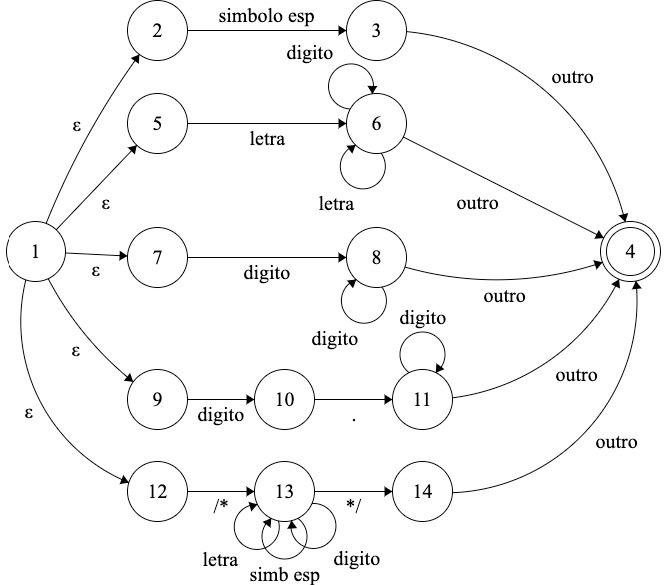 simbolo esp
2
3
digito
outro
ε
5
6
letra
ε
letra
outro
1
7
8
4
ε
digito
outro
digito
digito
ε
outro
9
10
11
digito
.
ε
outro
12
13
14
/*
*/
letra
digito
simb esp